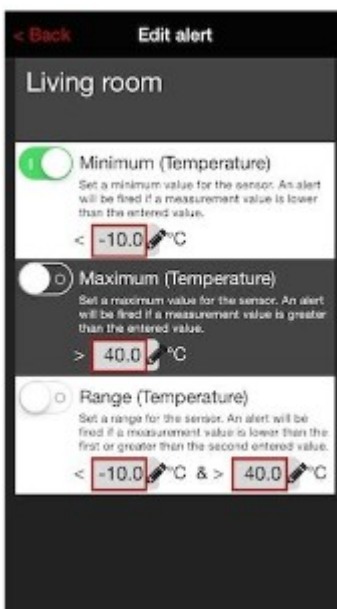 < Back Edit alert
Living room
Minimum (Temperature)
Set a minimum value for the sensor. An alert
will be fired if a measurement value is lower
than the entered value.
< -10.0 °C
Maximum (Temperature)
Set a maximum value for the sensor. An alert
will be fired if a measurement value is greater
than the entered value.
> 40.0 °C
Range (Temperature)
Set a range for the sensor. An alert will be
fired if a measurement value is lower than the
first or greater than the second entered value.
< -10.0 °C & > 40.0 °C